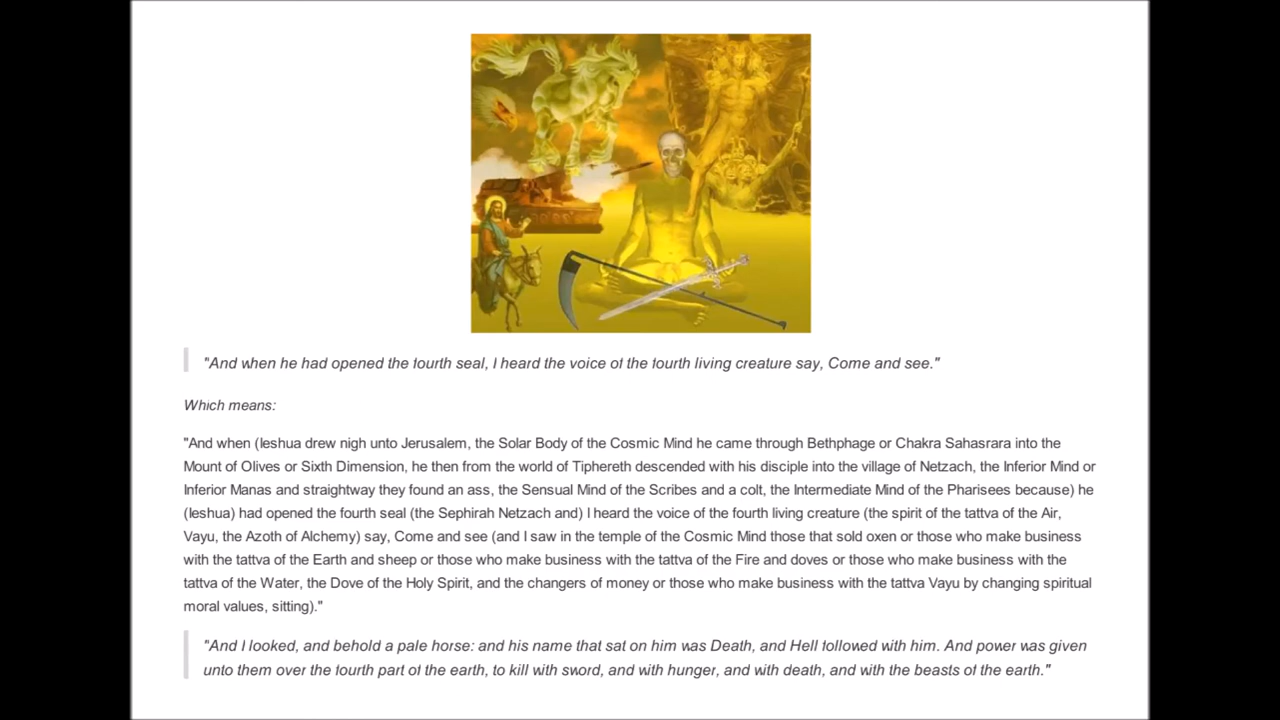 "And when he had opened the fourth seal, I heard the voice of the fourth living creature say, Come and see."
Which means:
"And when (Ieshua drew nigh unto Jerusalem, the Solar Body of the Cosmic Mind he came through Bethphage or Chakra Sahasrara into the
Mount of Olives or Sixth Dimension, he then from the world of Tiphereth descended with his disciple into the village of Netzach, the Inferior Mind or
Inferior Manas and straightway they found an ass, the Sensual Mind of the Scribes and a colt, the Intermediate Mind of the Pharisees because) he
(Ieshua) had opened the fourth seal (the Sephirah Netzach and) I heard the voice of the fourth living creature (the spirit of the tattva of the Air,
Vayu, the Azoth of Alchemy) say, Come and see (and I saw in the temple of the Cosmic Mind those that sold oxen or those who make business
with the tattva of the Earth and sheep or those who make business with the tattva of the Fire and doves or those who make business with the
tattva of the Water, the Dove of the Holy Spirit, and the changers of money or those who make business with the tattva Vayu by changing spiritual
moral values, sitting)."
"And I looked, and behold a pale horse: and his name that sat on him was Death, and Hell followed with him. And power was given
unto them over the fourth part of the earth, to kill with sword, and with hunger, and with death, and with the beasts of the earth."